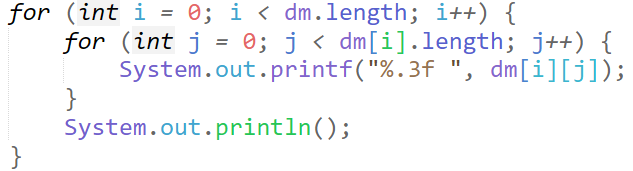 for (int i = 0; i < dm.length; i++) {
    for (int j = 0; j < dm[i].length; j++) {
        System.out.printf("%.3f ", dm[i][j]);
    }
    System.out.println();
}